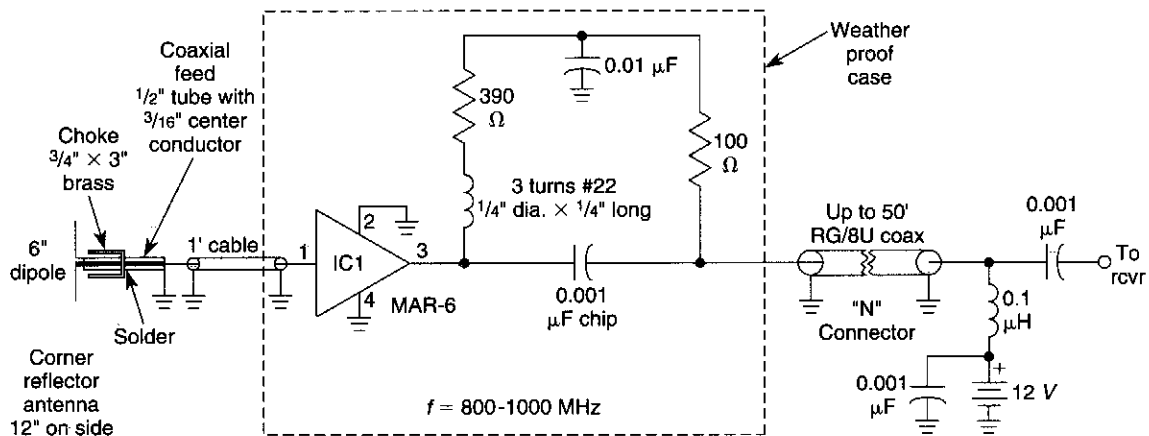 Coaxial
feed
1/2" tube with
3/16" center
conductor
Choke
3/4" × 3"
brass
6"
dipole
Solder
Corner
reflector
antenna
12" on side
1' cable
1
IC1
2
3
4
MAR-6
390
Ω
3 turns #22
1/4" dia. × 1/4" long
0.01 μF
100
Ω
0.001
μF chip
f = 800-1000 MHz
Weather
proof
case
Up to 50'
RG/8U coax
"N"
Connector
0.001
μF
To
rcvr
0.1
μH
0.001
μF
+
12 V